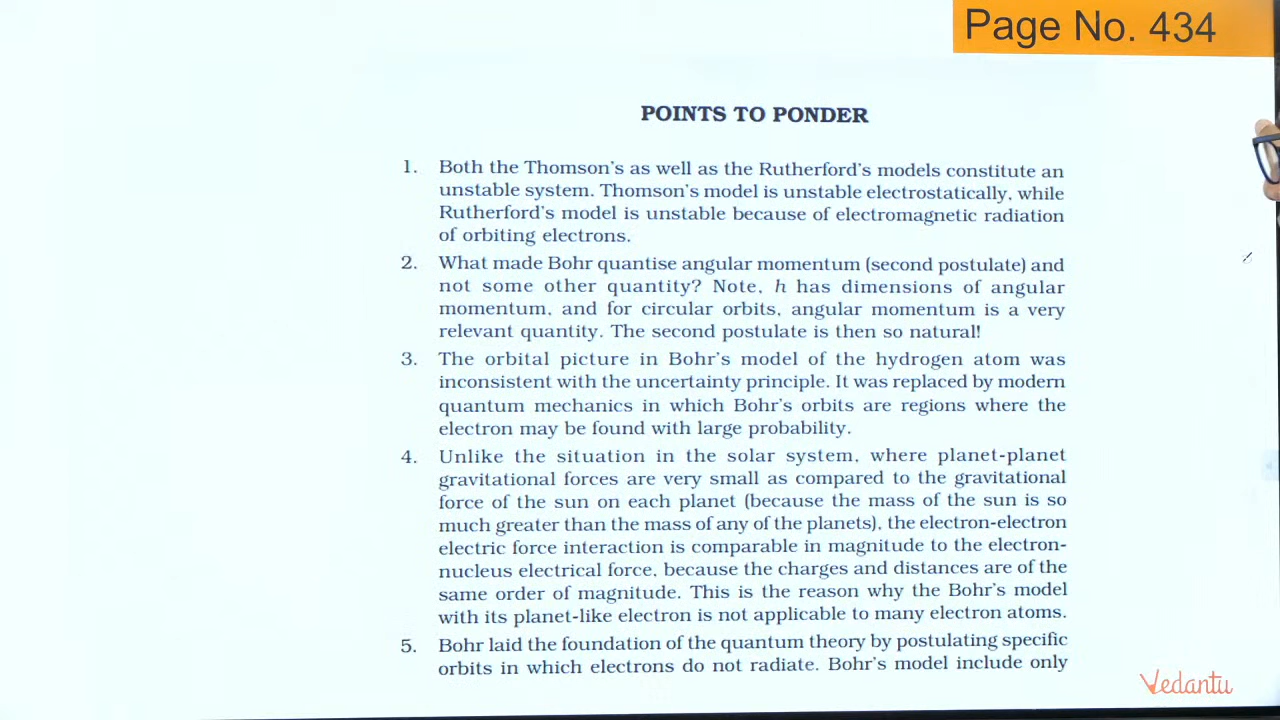 Page No. 434
POINTS TO PONDER
1. Both the Thomson's as well as the Rutherford's models constitute an
unstable system. Thomson's model is unstable electrostatically, while
Rutherford's model is unstable because of electromagnetic radiation
of orbiting electrons.
2. What made Bohr quantise angular momentum (second postulate) and
not some other quantity? Note, h has dimensions of angular
momentum, and for circular orbits, angular momentum is a very
relevant quantity. The second postulate is then so natural!
3. The orbital picture in Bohr's model of the hydrogen atom was
inconsistent with the uncertainty principle. It was replaced by modern
quantum mechanics in which Bohr's orbits are regions where the
electron may be found with large probability.
4. Unlike the situation in the solar system, where planet-planet
gravitational forces are very small as compared to the gravitational
force of the sun on each planet (because the mass of the sun is so
much greater than the mass of any of the planets), the electron-electron
electric force interaction is comparable in magnitude to the electron-
nucleus electrical force, because the charges and distances are of the
same order of magnitude. This is the reason why the Bohr's model
with its planet-like electron is not applicable to many electron atoms.
5. Bohr laid the foundation of the quantum theory by postulating specific
orbits in which electrons do not radiate. Bohr's model include only
Vedantu